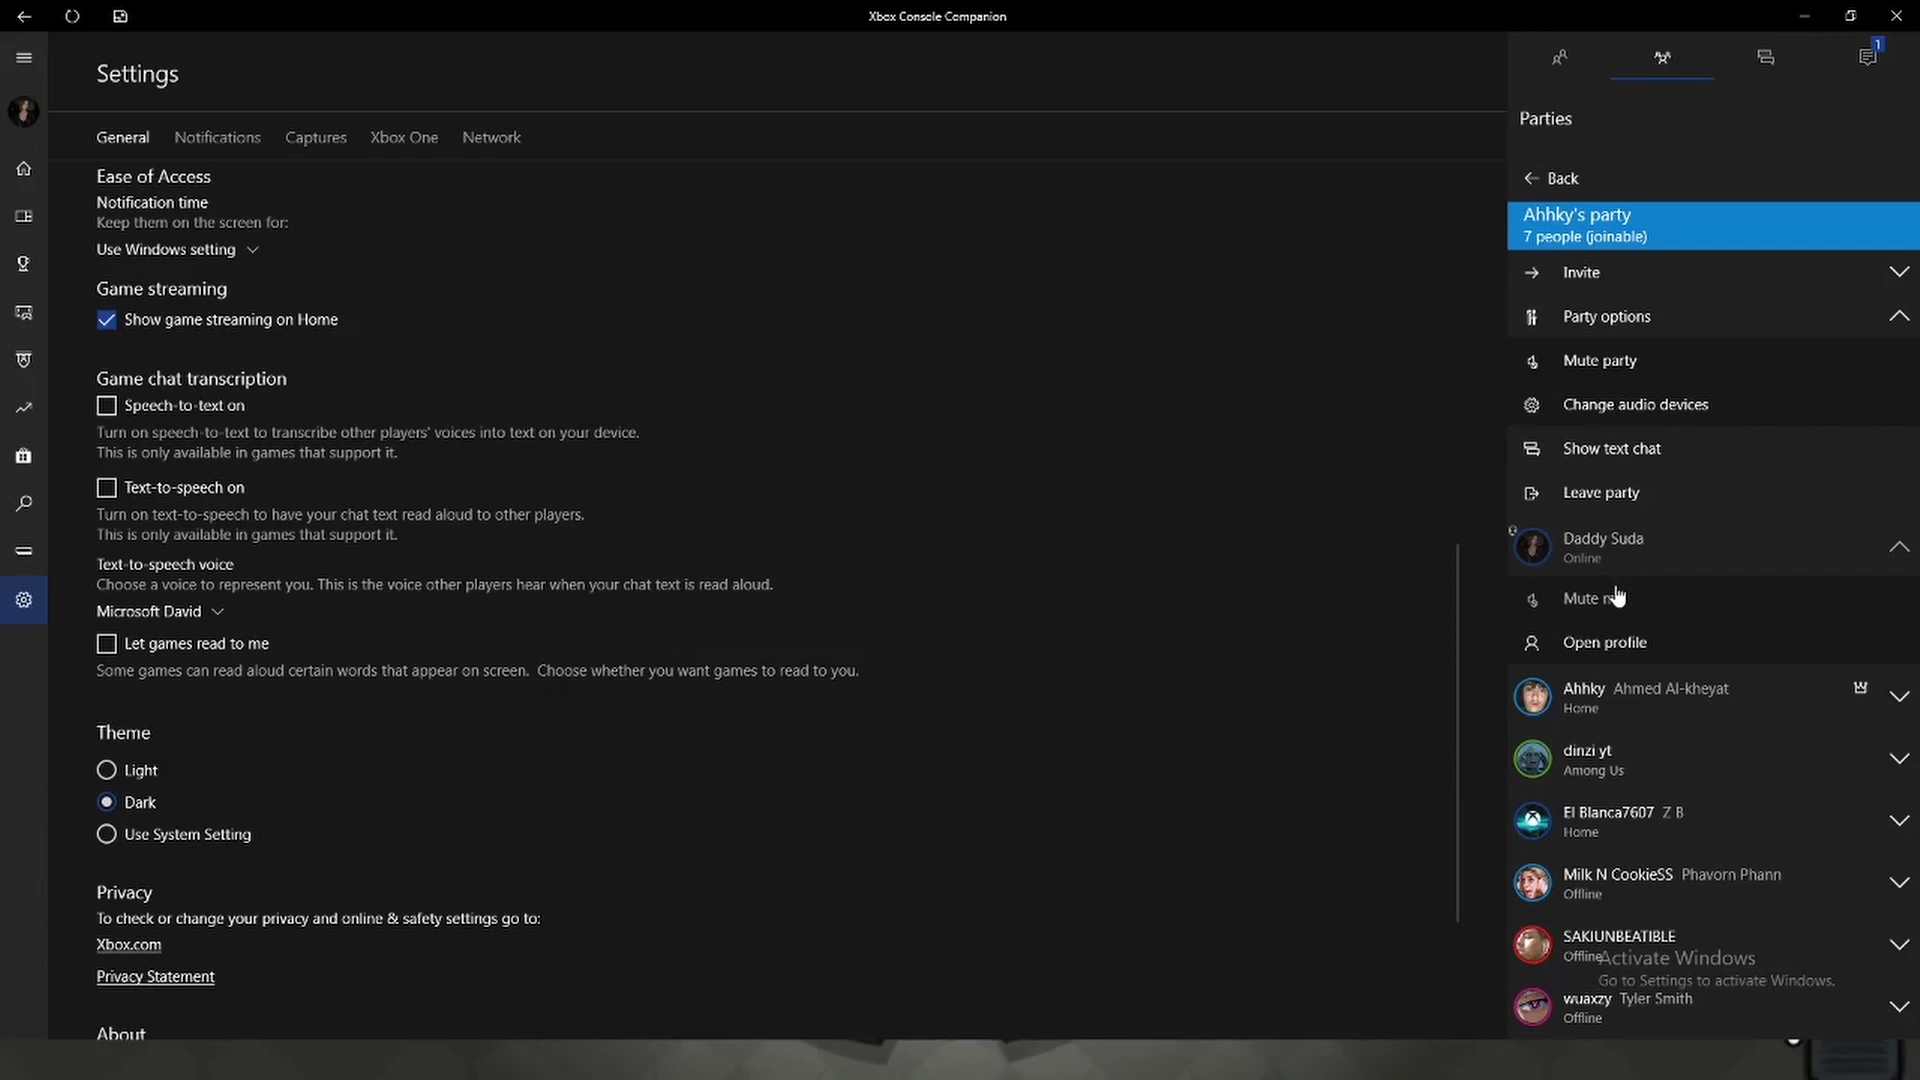 Xbox Console Companion
Settings
General Notifications Captures Xbox One Network
Ease of Access
Notification time
Keep them on the screen for:
Use Windows setting
Game streaming
Show game streaming on Home
Game chat transcription
Speech-to-text on
Turn on speech-to-text to transcribe other players' voices into text on your device.
This is only available in games that support it.
Text-to-speech on
Turn on text-to-speech to have your chat text read aloud to other players.
This is only available in games that support it.
Text-to-speech voice
Choose a voice to represent you. This is the voice other players hear when your chat text is read aloud.
Microsoft David
Let games read to me
Some games can read aloud certain words that appear on screen. Choose whether you want games to read to you.
Theme
Light
Dark
Use System Setting
Privacy
To check or change your privacy and online & safety settings go to:
Xbox.com
Privacy Statement
About
1
Parties
Back
Ahhky's party
7 people (joinable)
Invite
Party options
Mute party
Change audio devices
Show text chat
Leave party
Daddy Suda
Online
Mute
Open profile
Ahhky Ahmed Al-kheyat
Home
dinzi yt
Among Us
El Blanca7607 Z B
Home
Milk N CookieSS Phavorn Phann
Offline
SAKIUNBEATIBLE
Offline
Activate Windows
Go to Settings to activate Windows.
wuaxzy Tyler Smith
Offline